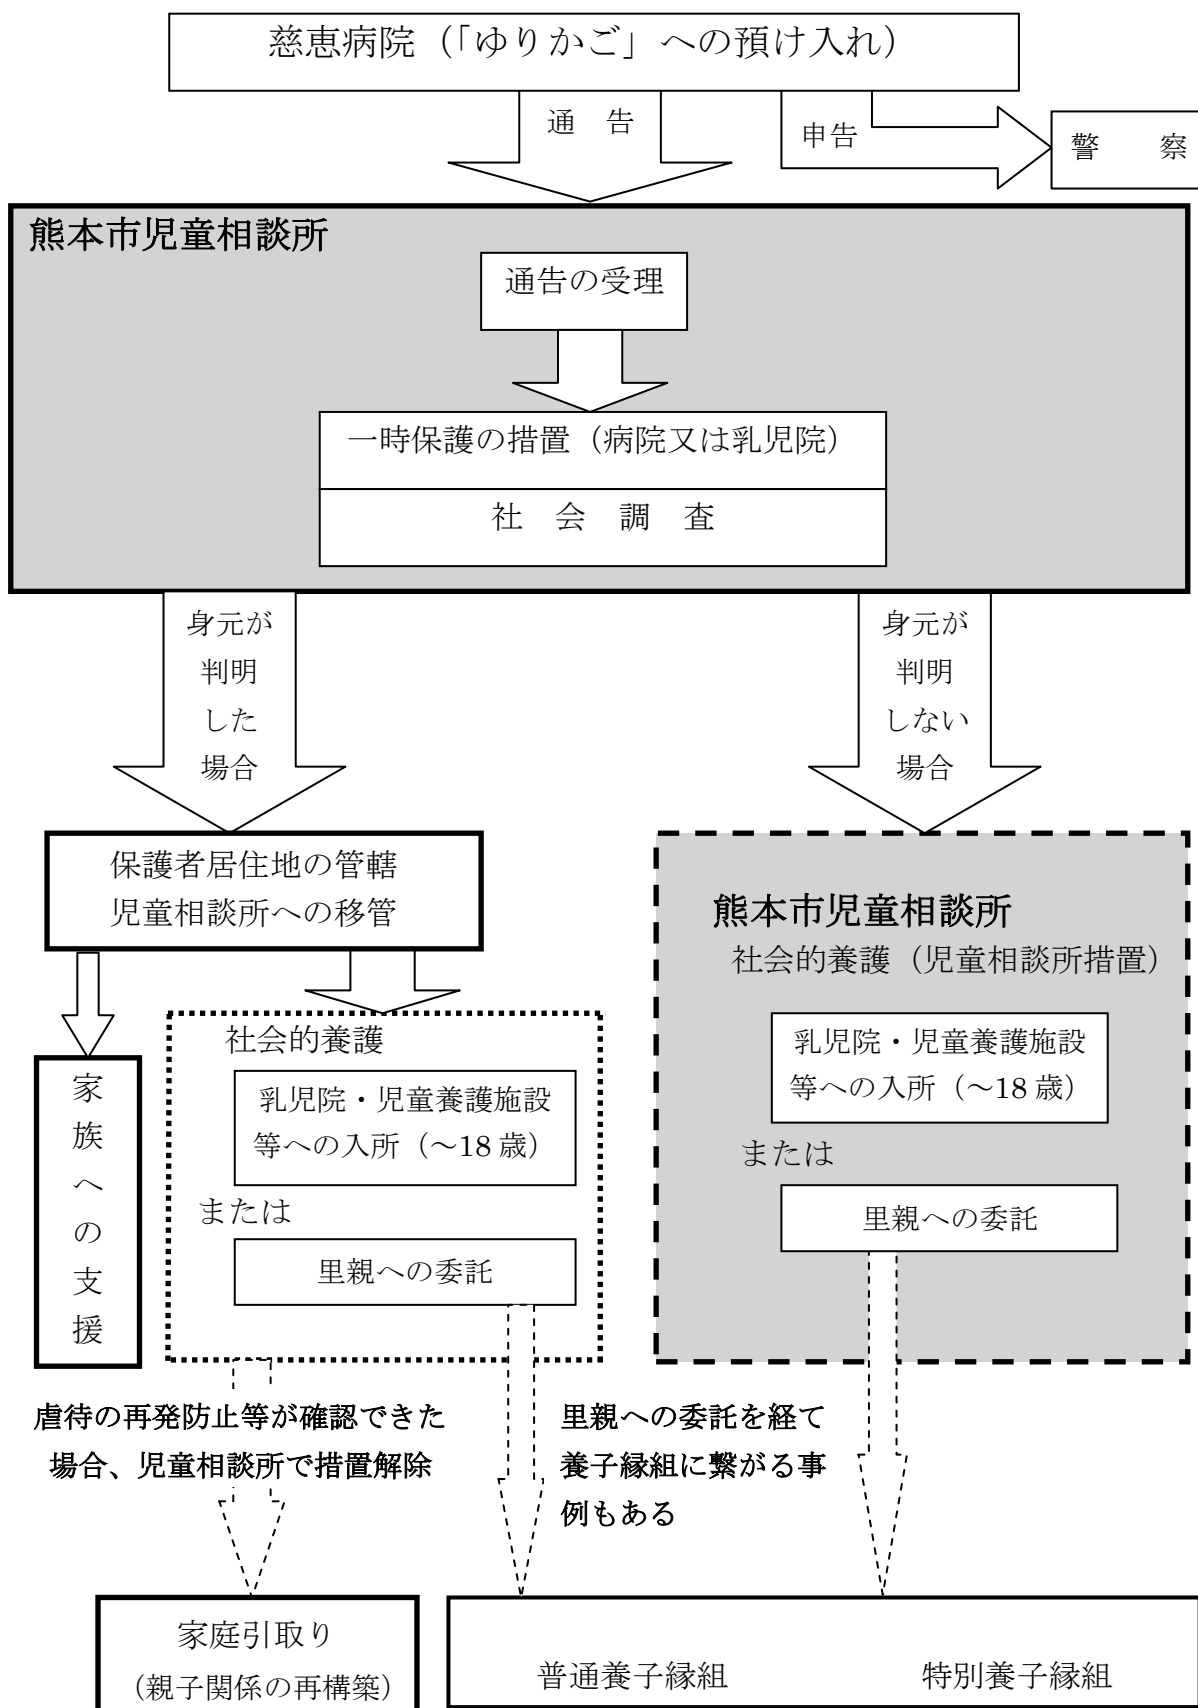 慈恵病院（「ゆりかご」への預け入れ）
通　告
申告
警　　察
熊本市児童相談所
通告の受理
一時保護の措置（病院又は乳児院）
社　会　調　査
身元が
判明
した
場合
身元が
判明
しない
場合
保護者居住地の管轄
児童相談所への移管
家族への支援
社会的養護
乳児院・児童養護施設
等への入所（～18 歳）
または
里親への委託
熊本市児童相談所
社会的養護（児童相談所措置）
乳児院・児童養護施設
等への入所（～18 歳）
または
里親への委託
虐待の再発防止等が確認できた
場合、児童相談所で措置解除
里親への委託を経て
養子縁組に繋がる事
例もある
家庭引取り
（親子関係の再構築）
普通養子縁組
特別養子縁組